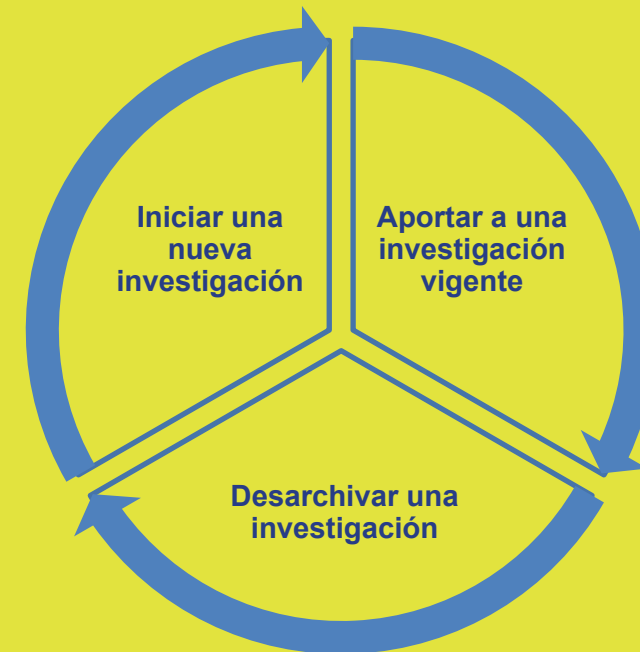 Iniciar una
nueva
investigación
Aportar a una
investigación
vigente
Desarchivar una
investigación